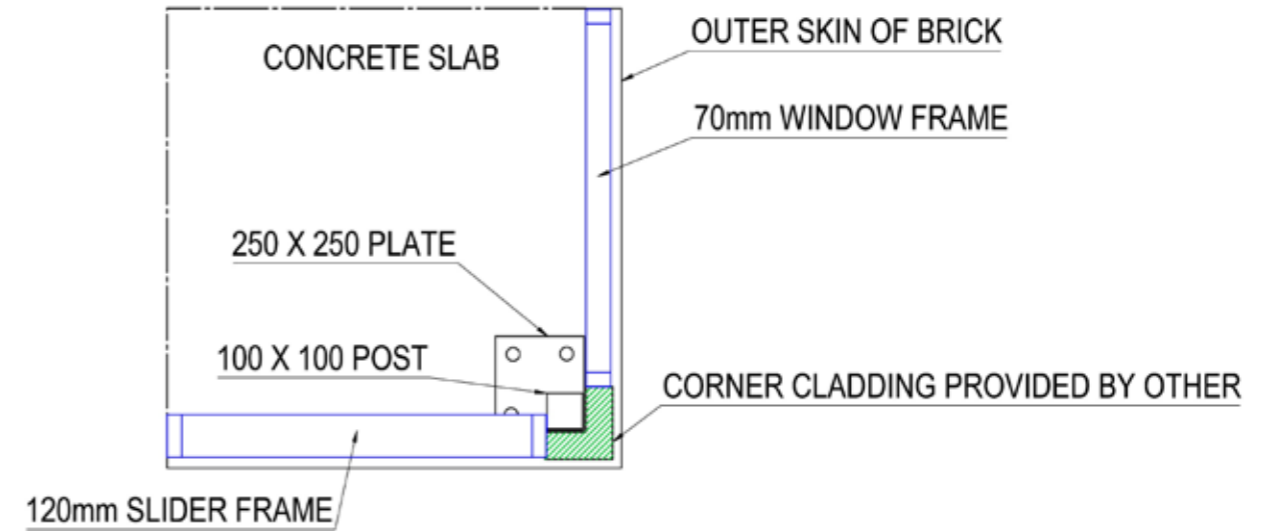 OUTER SKIN OF BRICK
CONCRETE SLAB
70mm WINDOW FRAME
250 X 250 PLATE
100 X 100 POST
CORNER CLADDING PROVIDED BY OTHER
120mm SLIDER FRAME